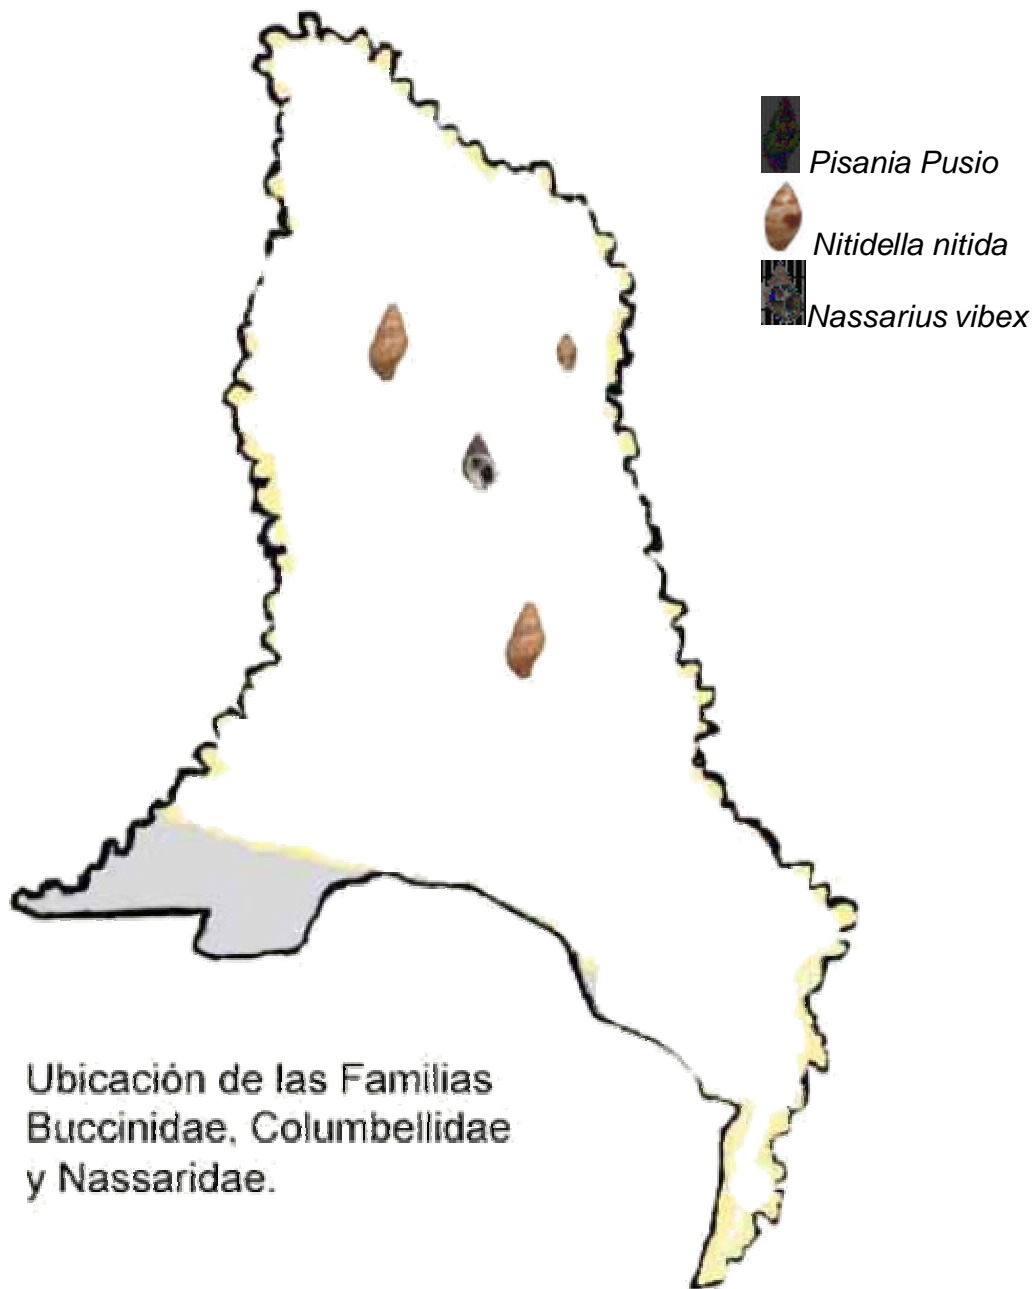 Pisania Pusio
Nitidella nitida
Nassarius vibex
Ubicación de las Familias
Buccinidae, Columbellidae
y Nassaridae.